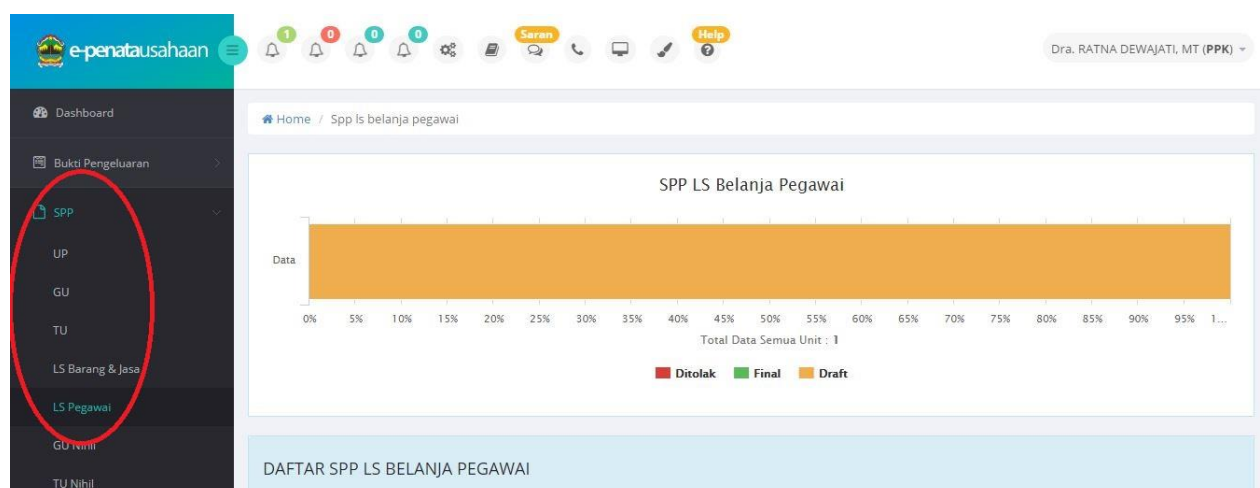 e-penatausahaan
1 0 0 0 Saran Help
Dra. RATNA DEWAJATI, MT (PPK)
Dashboard
Bukti Pengeluaran
SPP
UP
GU
TU
LS Barang & Jasa
LS Pegawai
GU Nihil
TU Nihil
Home / Spp ls belanja pegawai
SPP LS Belanja Pegawai
Data
0% 5% 10% 15% 20% 25% 30% 35% 40% 45% 50% 55% 60% 65% 70% 75% 80% 85% 90% 95% 1...
Total Data Semua Unit : 1
Ditolak Final Draft
DAFTAR SPP LS BELANJA PEGAWAI